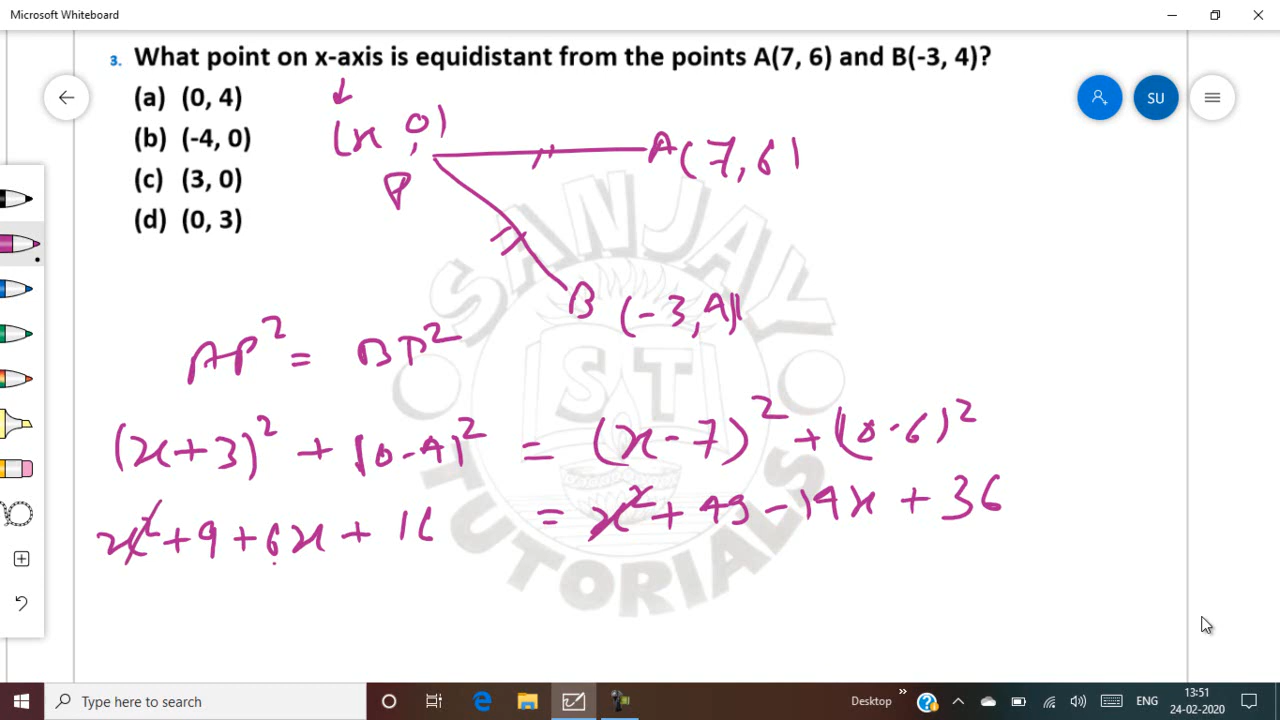 Microsoft Whiteboard
3. What point on x-axis is equidistant from the points A(7, 6) and B(-3, 4)?
(a) (0, 4)
(b) (-4, 0)
(c) (3, 0)
(d) (0, 3)
SU
(x, 0)
P
A(7, 6)
B (-3, 4)
AP² = BP²
(x+3)² + (0-4)² = (x-7)² + (0-6)²
x² + 9 + 6x + 16 = x² + 49 - 14x + 36
SANJAY
ST
TUTORIALS
Type here to search
Desktop
ENG
13:51
24-02-2020